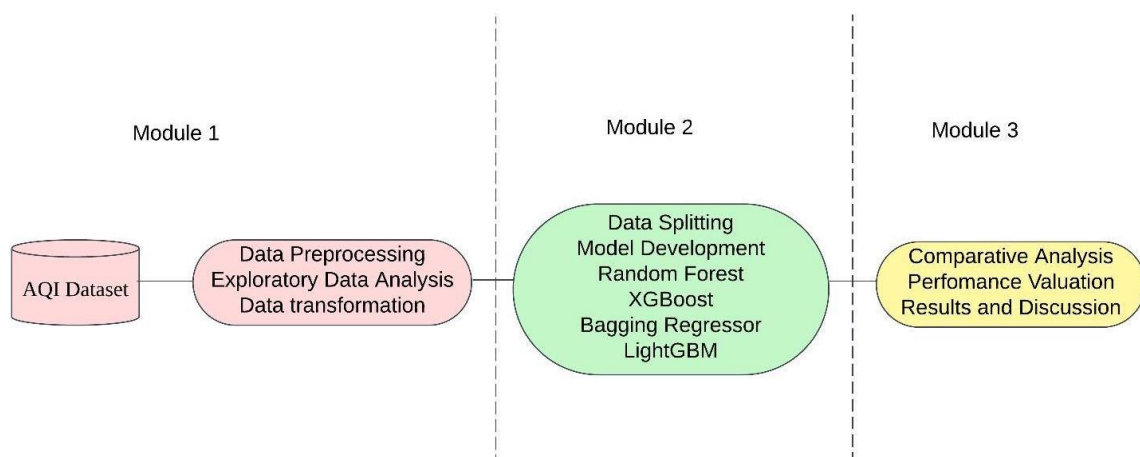 Module 1
Module 2
Module 3
AQI Dataset
Data Preprocessing
Exploratory Data Analysis
Data transformation
Data Splitting
Model Development
Random Forest
XGBoost
Bagging Regressor
LightGBM
Comparative Analysis
Perfomance Valuation
Results and Discussion